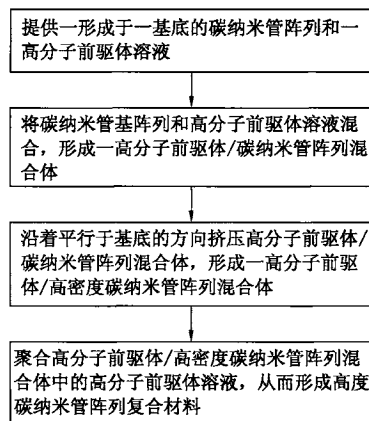 提供一形成于一基底的碳纳米管阵列和一
高分子前驱体溶液
将碳纳米管基阵列和高分子前驱体溶液混
合，形成一高分子前驱体/碳纳米管阵列混
合体
沿着平行于基底的方向挤压高分子前驱体/
碳纳米管阵列混合体，形成一高分子前驱
体/高密度碳纳米管阵列混合体
聚合高分子前驱体/高密度碳纳米管阵列混
合体中的高分子前驱体溶液，从而形成高度
碳纳米管阵列复合材料